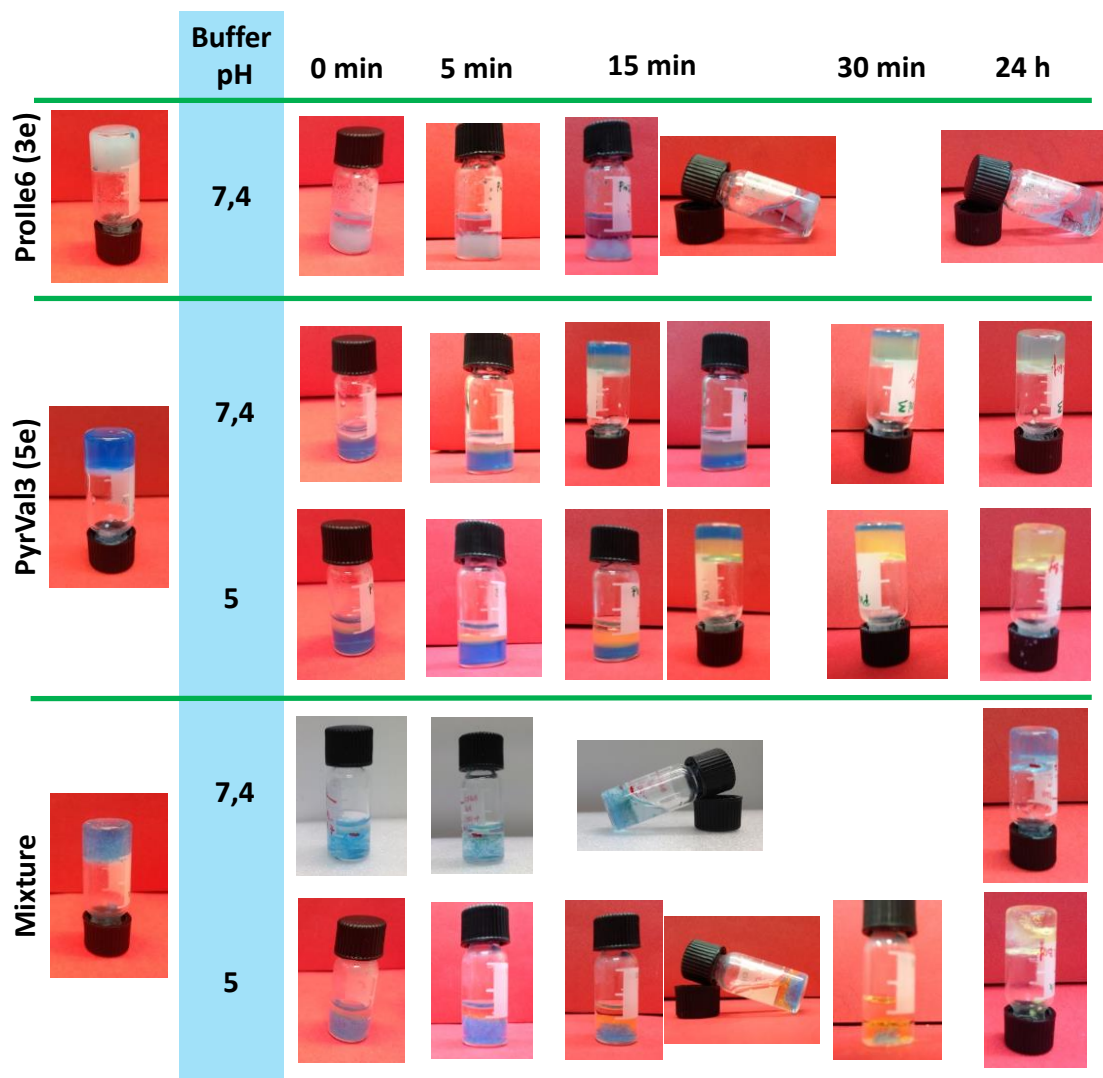 Buffer
pH
0 min
5 min
15 min
30 min
24 h
ProIle6 (3e)
7,4
PyrVal3 (5e)
7,4
5
Mixture
7,4
5